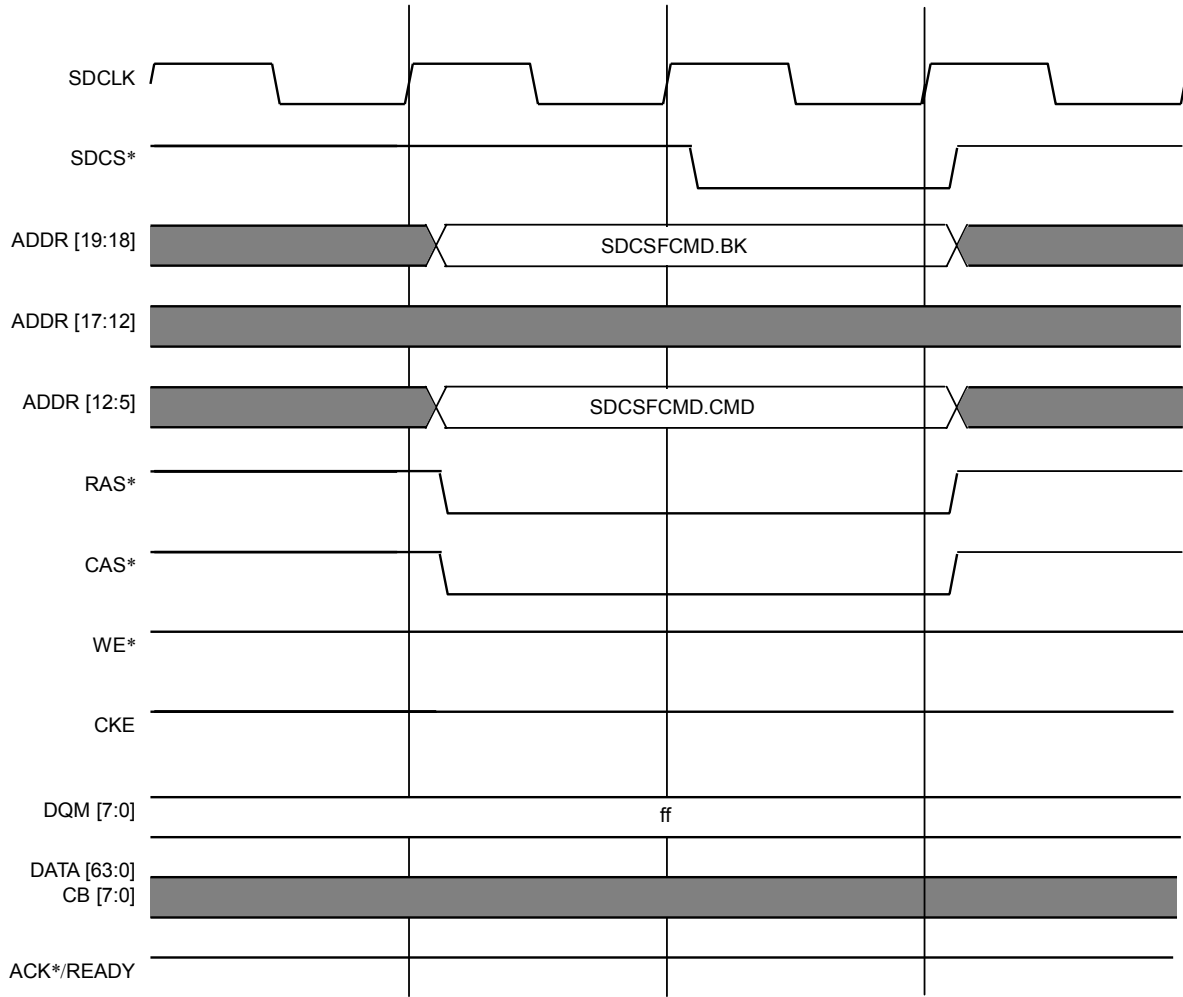 SDCLK
SDCS*
ADDR [19:18]
SDCSFCMD.BK
ADDR [17:12]
ADDR [12:5]
SDCSFCMD.CMD
RAS*
CAS*
WE*
CKE
DQM [7:0]
ff
DATA [63:0]
CB [7:0]
ACK*/READY